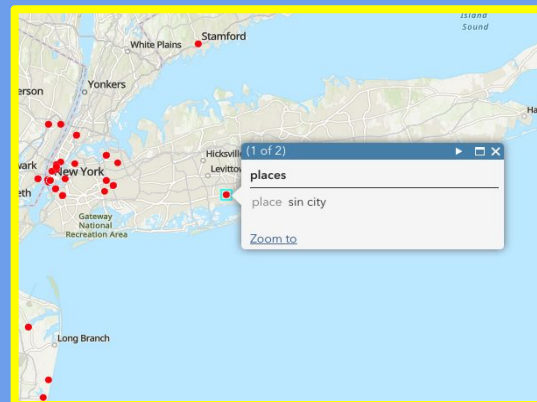 Island
Sound
Stamford
White Plains
Yonkers
erson
Ha
Hicksvill
Levittow
wark
New York
eth
Gateway
National
Recreation Area
(1 of 2)
places
place sin city
Zoom to
Long Branch